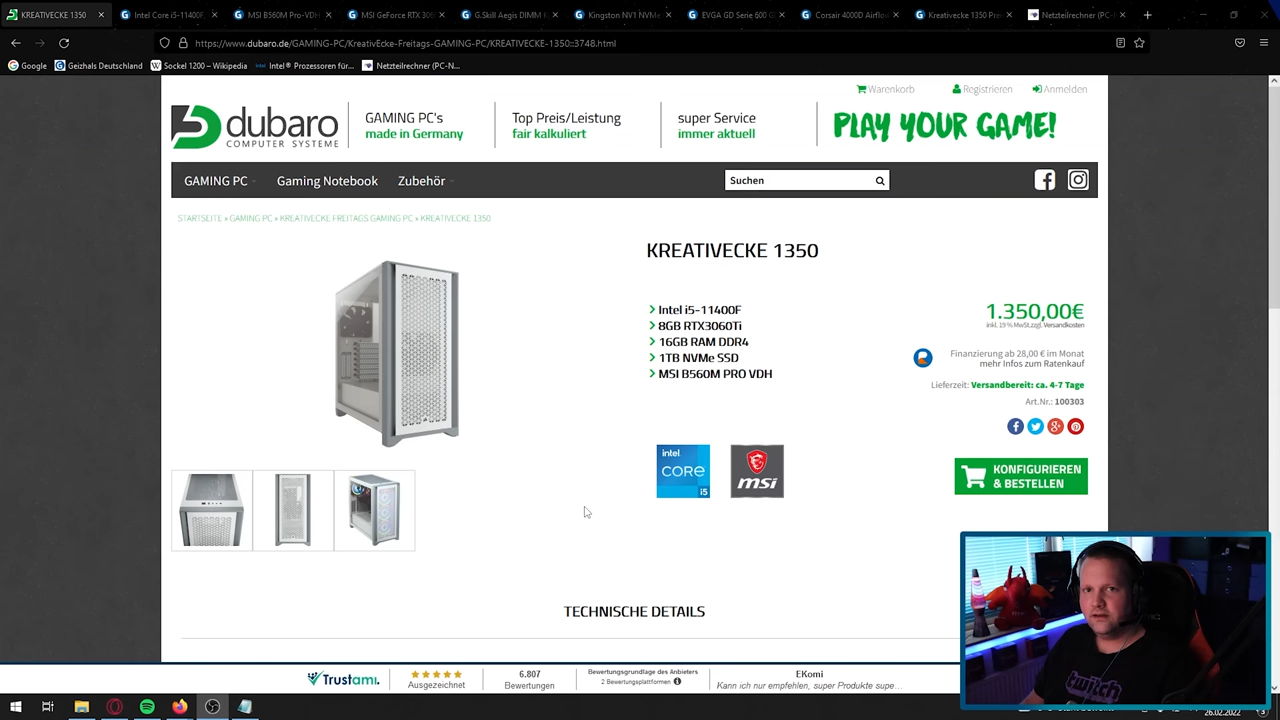 KREATIVECKE 1350
Intel Core i5-11400F,
MSI B560M Pro-VDH
MSI GeForce RTX 306
G.Skill Aegis DIMM K
Kingston NV1 NVMe
EVGA GD Serie 600 G
Corsair 4000D Airflow
Kreativecke 1350 Prei
Netzteilrechner (PC-N
https://www.dubaro.de/GAMING-PC/KreativEcke-Freitags-GAMING-PC/KREATIVECKE-1350::3748.html
Google
Geizhals Deutschland
Sockel 1200 – Wikipedia
Intel® Prozessoren für...
Netzteilrechner (PC-N...
Warenkorb
Registrieren
Anmelden
dubaro
COMPUTER SYSTEME
GAMING PC's
made in Germany
Top Preis/Leistung
fair kalkuliert
super Service
immer aktuell
PLAY YOUR GAME!
GAMING PC
Gaming Notebook
Zubehör
Suchen
STARTSEITE » GAMING PC » KREATIVECKE FREITAGS GAMING PC » KREATIVECKE 1350
KREATIVECKE 1350
Intel i5-11400F
8GB RTX3060Ti
16GB RAM DDR4
1TB NVMe SSD
MSI B560M PRO VDH
1.350,00€
inkl. 19 % MwSt.zzgl. Versandkosten
Finanzierung ab 28,00 € im Monat
mehr Infos zum Ratenkauf
Lieferzeit: Versandbereit: ca. 4-7 Tage
Art.Nr.: 100303
intel
CORE
i5
msi
KONFIGURIEREN
& BESTELLEN
TECHNISCHE DETAILS
Trustami.
Ausgezeichnet
6.807
Bewertungen
Bewertungsgrundlage des Anbieters
2 Bewertungsplattformen
EKomi
Kann ich nur empfehlen, super Produkte supe...
twitch
26.02.2022